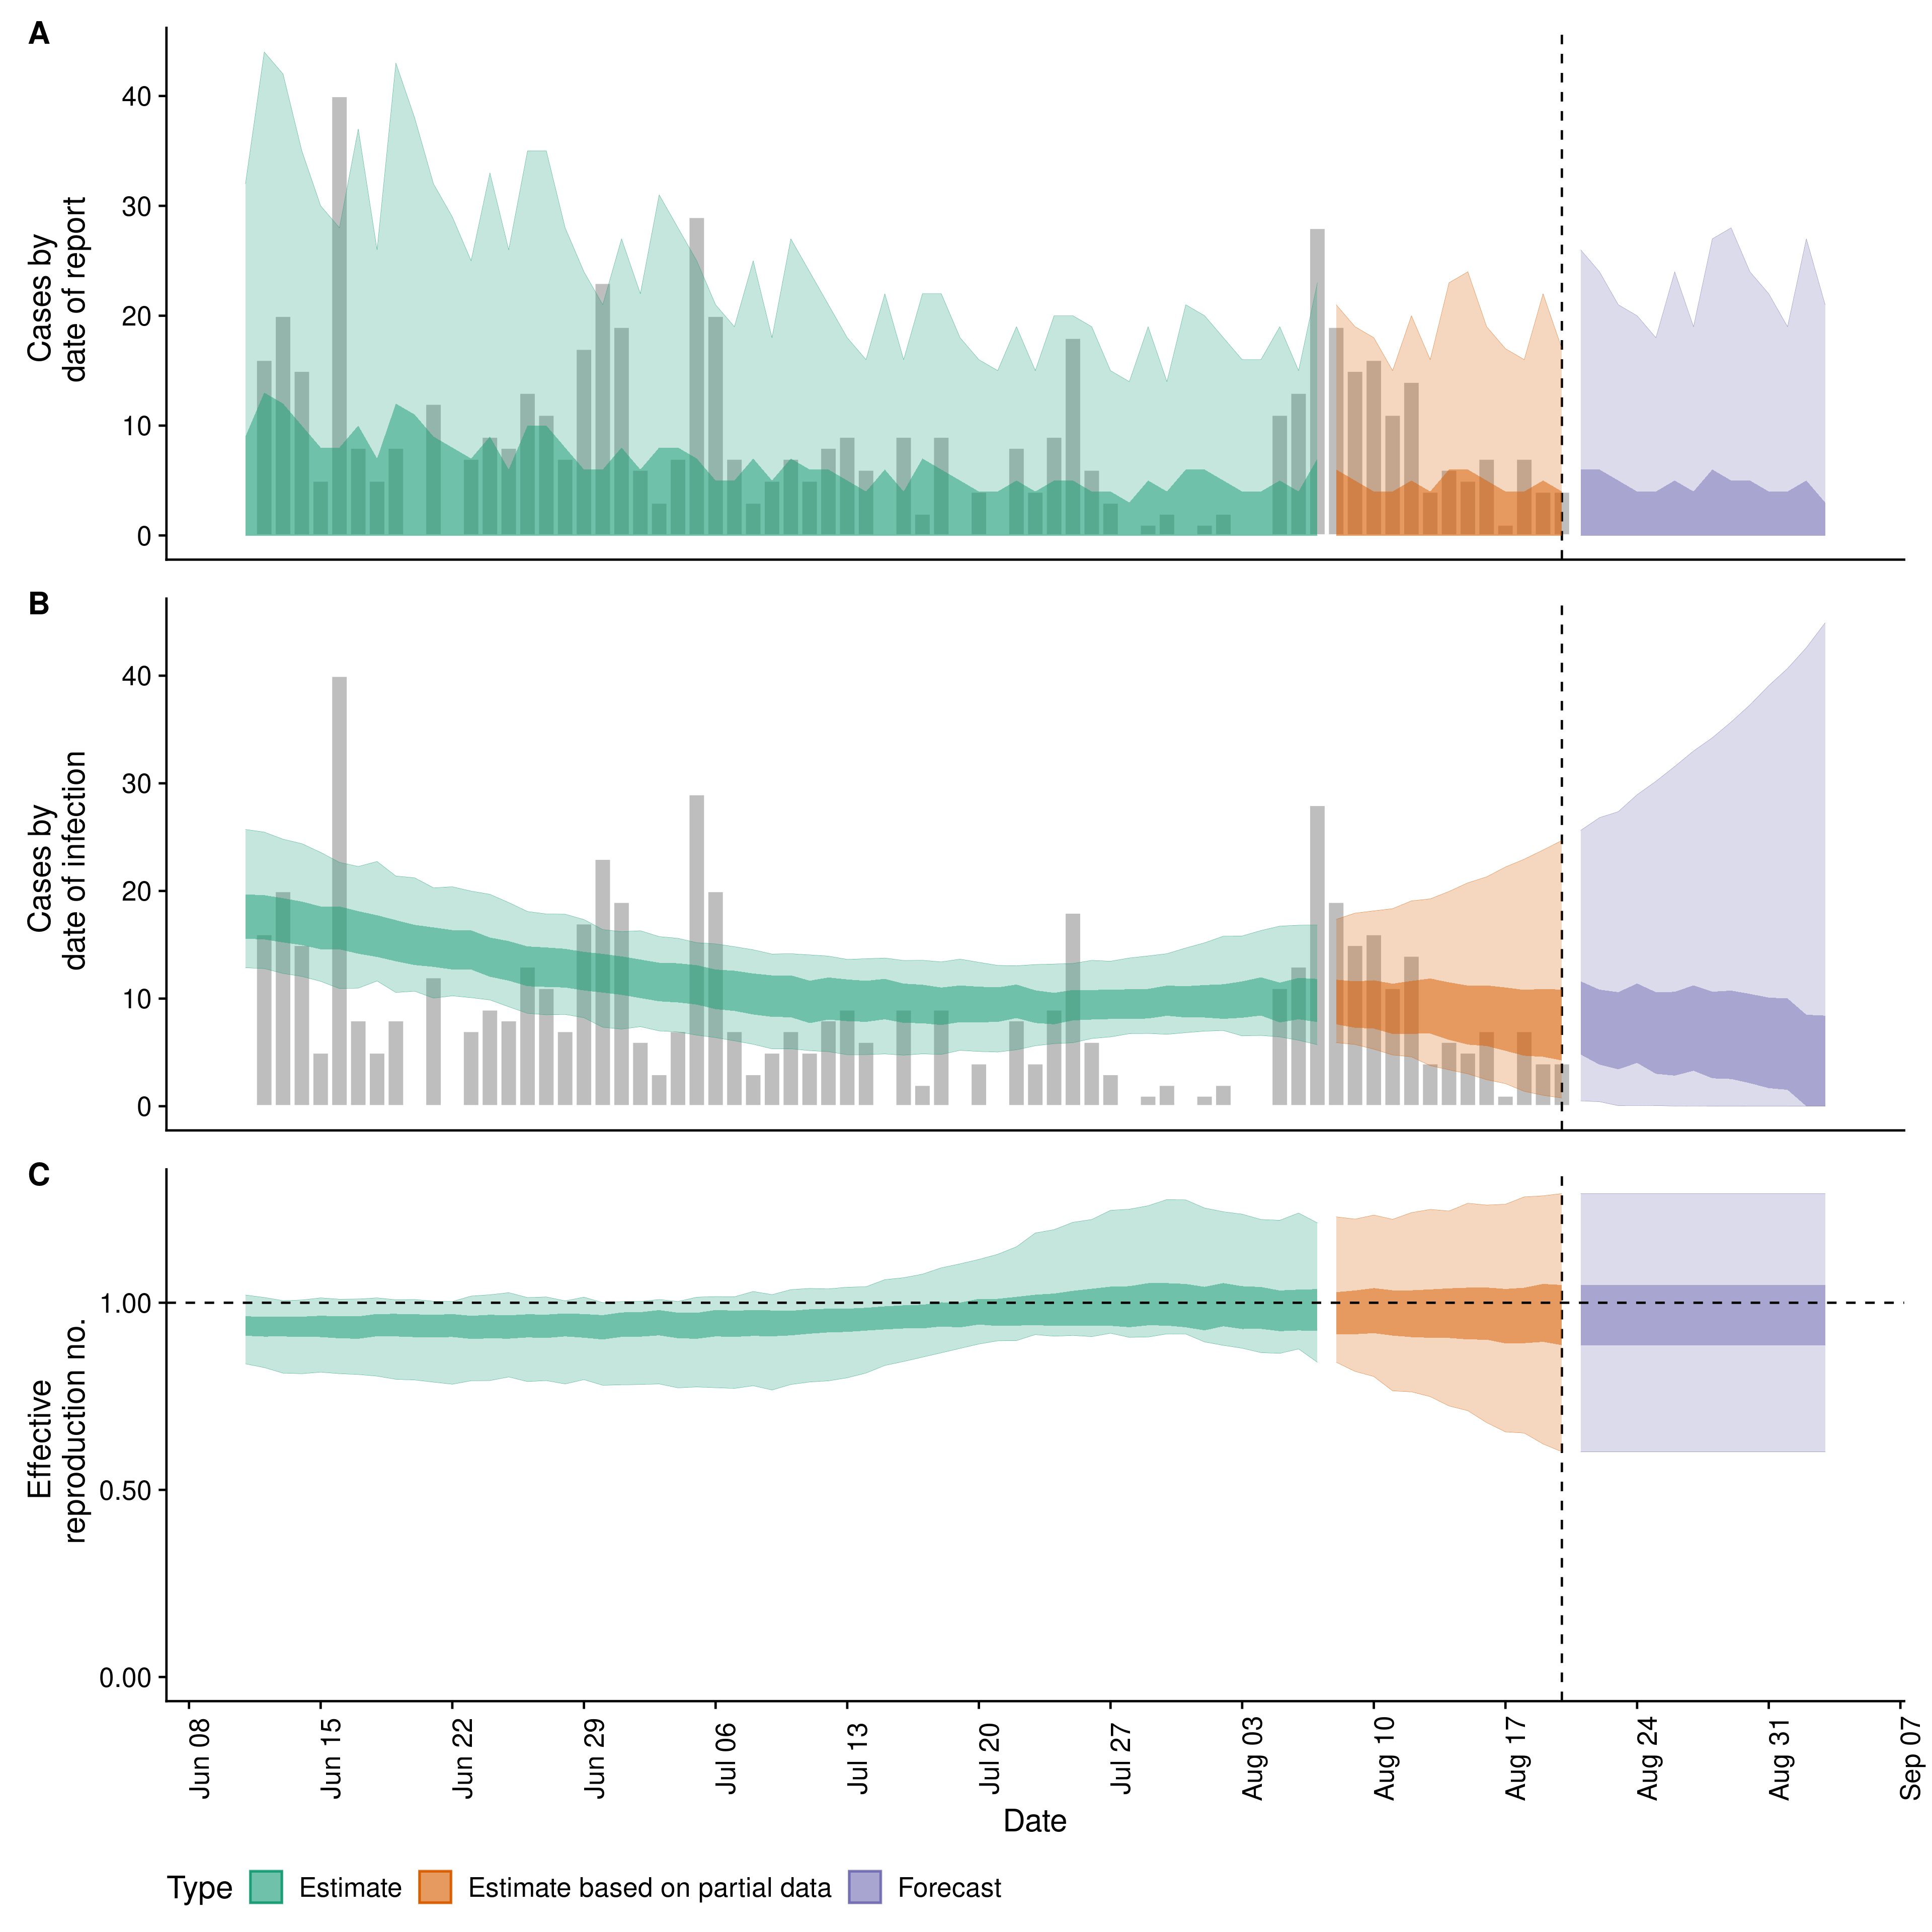 A
Cases by
date of report
40
30
20
10
0
B
Cases by
date of infection
40
30
20
10
0
C
Effective
reproduction no.
1.00
0.50
0.00
Jun 08
Jun 15
Jun 22
Jun 29
Jul 06
Jul 13
Jul 20
Jul 27
Aug 03
Aug 10
Aug 17
Aug 24
Aug 31
Sep 07
Date
Type Estimate Estimate based on partial data Forecast